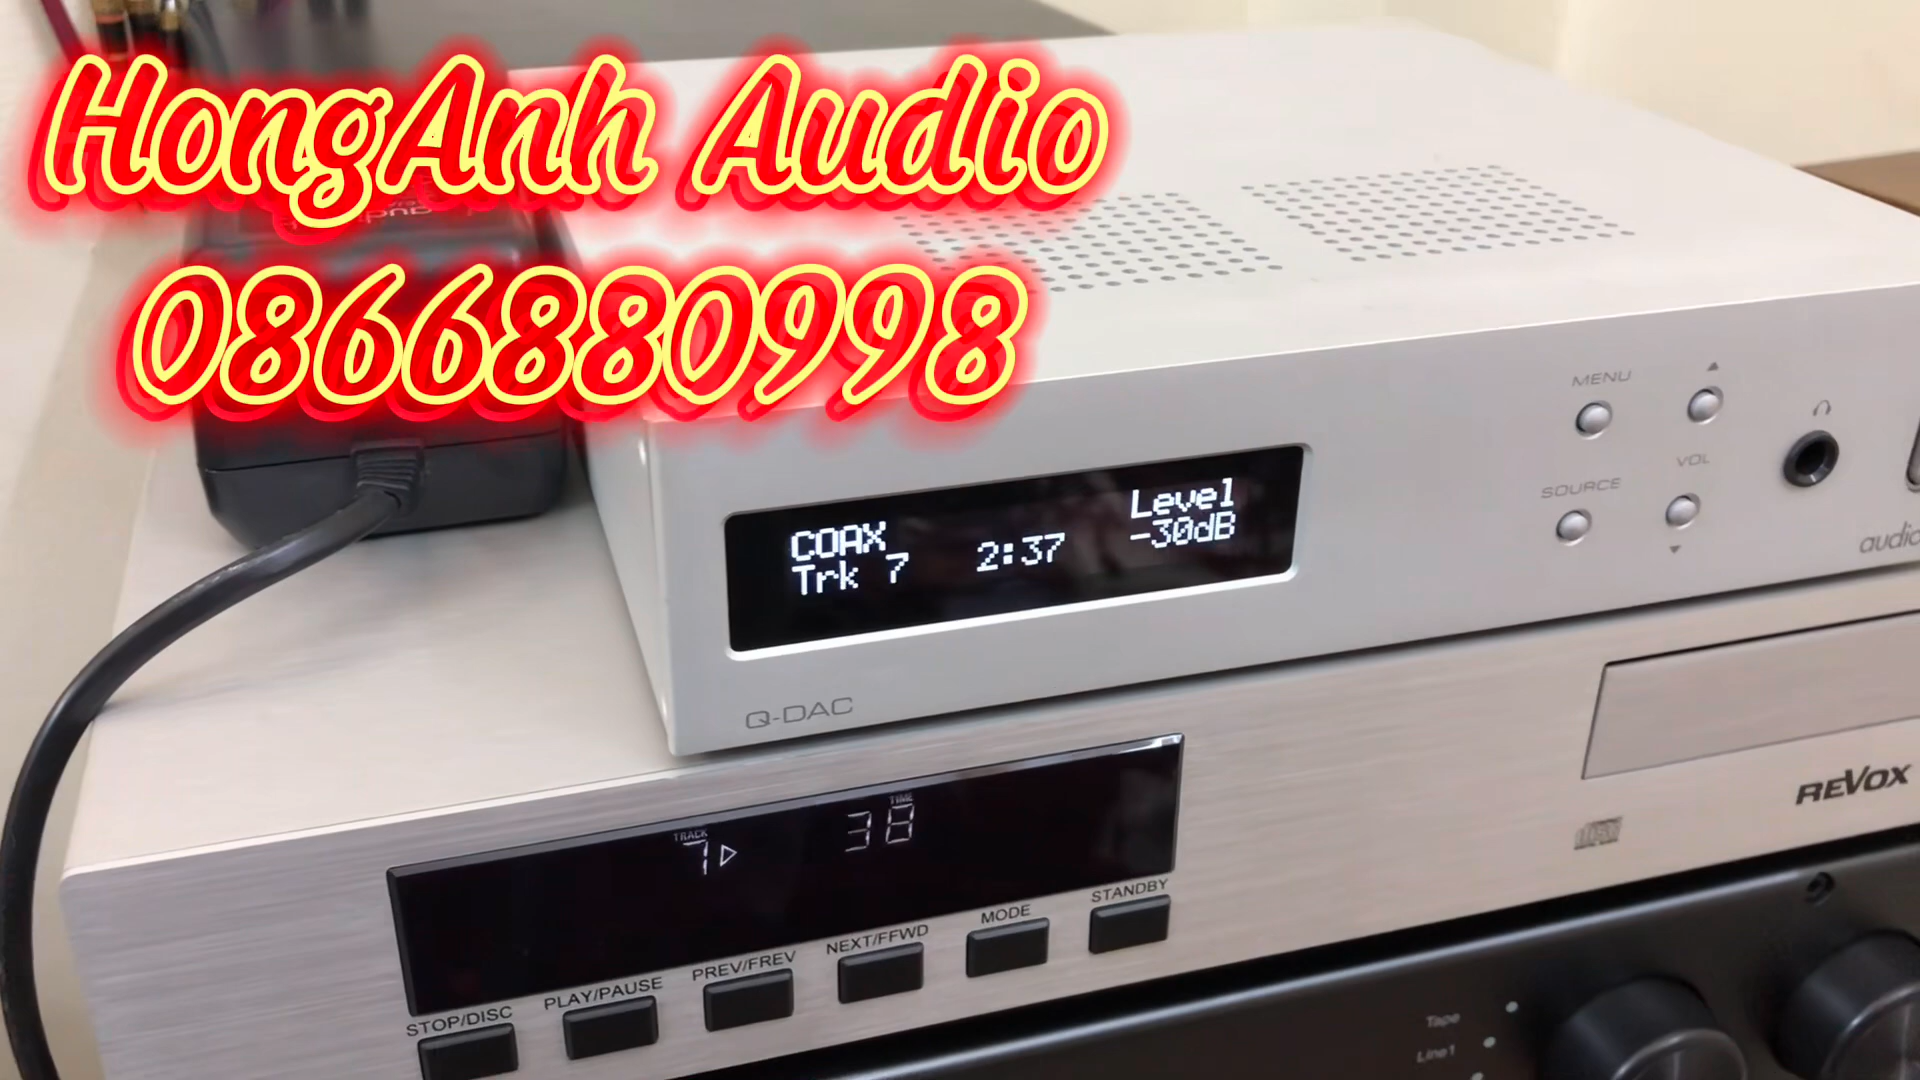 HongAnh Audio
0866880998
MENU
VOL
SOURCE
COAX
Trk 7
2:37
Level
-30dB
Q-DAC
REVOX
TRACK
7
TIME
38
STOP/DISC
PLAY/PAUSE
PREV/FREV
NEXT/FFWD
MODE
STANDBY
Tape
Line1